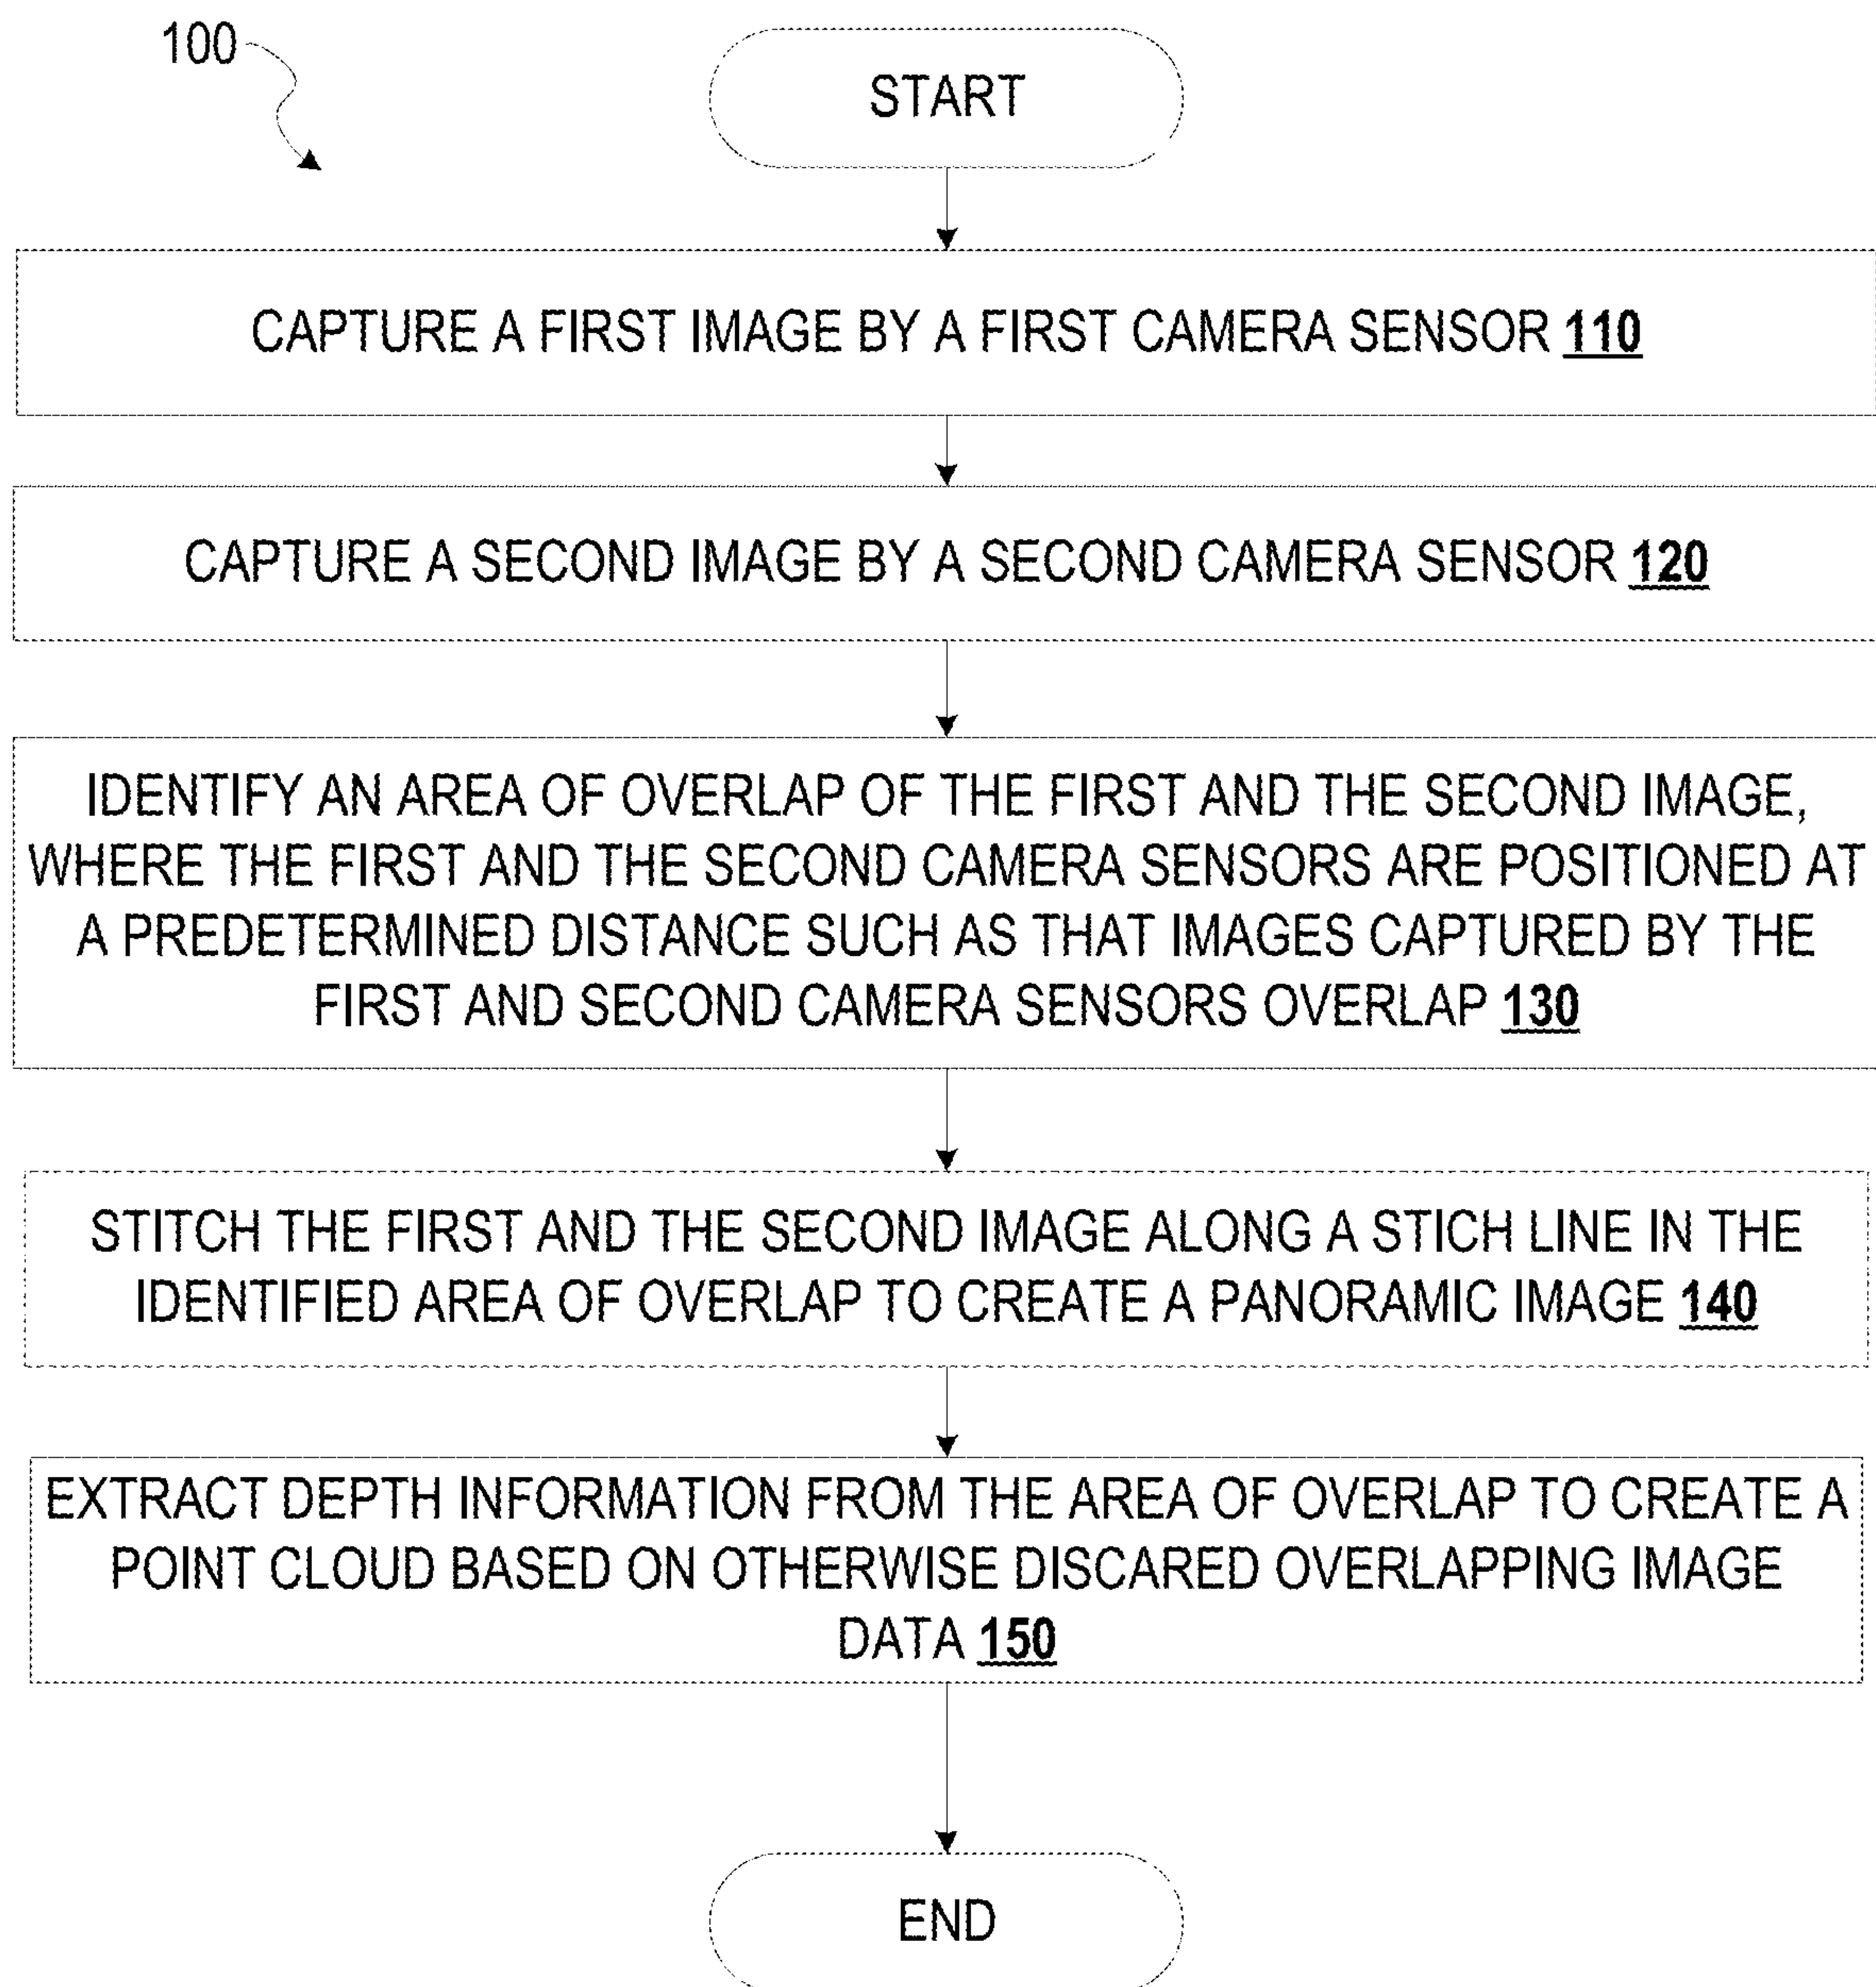 100
START
CAPTURE A FIRST IMAGE BY A FIRST CAMERA SENSOR 110
CAPTURE A SECOND IMAGE BY A SECOND CAMERA SENSOR 120
IDENTIFY AN AREA OF OVERLAP OF THE FIRST AND THE SECOND IMAGE,
WHERE THE FIRST AND THE SECOND CAMERA SENSORS ARE POSITIONED AT
A PREDETERMINED DISTANCE SUCH AS THAT IMAGES CAPTURED BY THE
FIRST AND SECOND CAMERA SENSORS OVERLAP 130
STITCH THE FIRST AND THE SECOND IMAGE ALONG A STICH LINE IN THE
IDENTIFIED AREA OF OVERLAP TO CREATE A PANORAMIC IMAGE 140
EXTRACT DEPTH INFORMATION FROM THE AREA OF OVERLAP TO CREATE A
POINT CLOUD BASED ON OTHERWISE DISCARED OVERLAPPING IMAGE
DATA 150
END